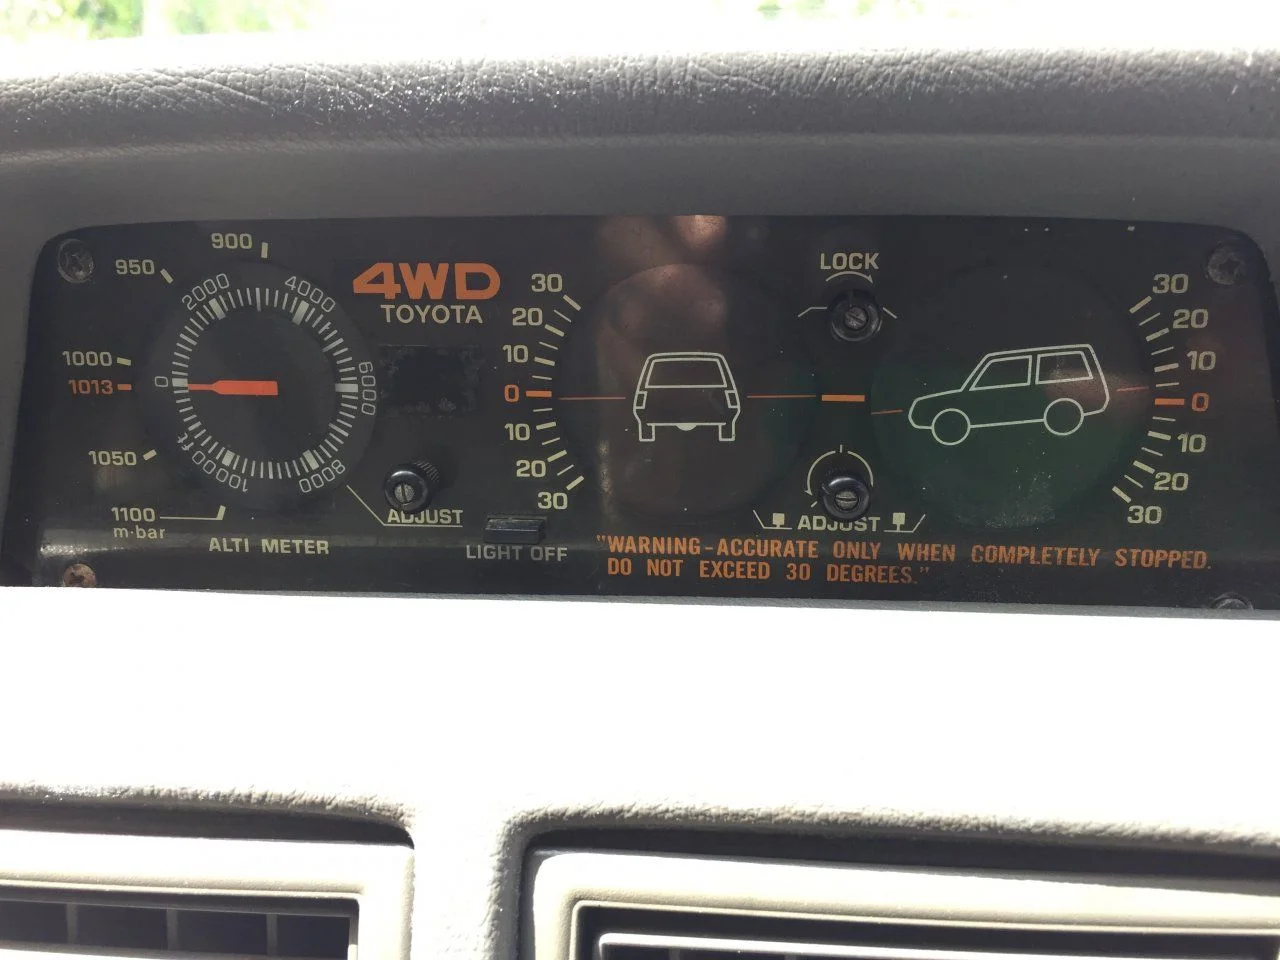 900
950
1000
1013
1050
1100
m·bar
0
2000
4000
6000
8000
10000ft
ALTI METER
4WD
TOYOTA
ADJUST
LIGHT OFF
30
20
10
0
10
20
30
LOCK
ADJUST
30
20
10
0
10
20
30
"WARNING-ACCURATE ONLY WHEN COMPLETELY STOPPED.
DO NOT EXCEED 30 DEGREES."